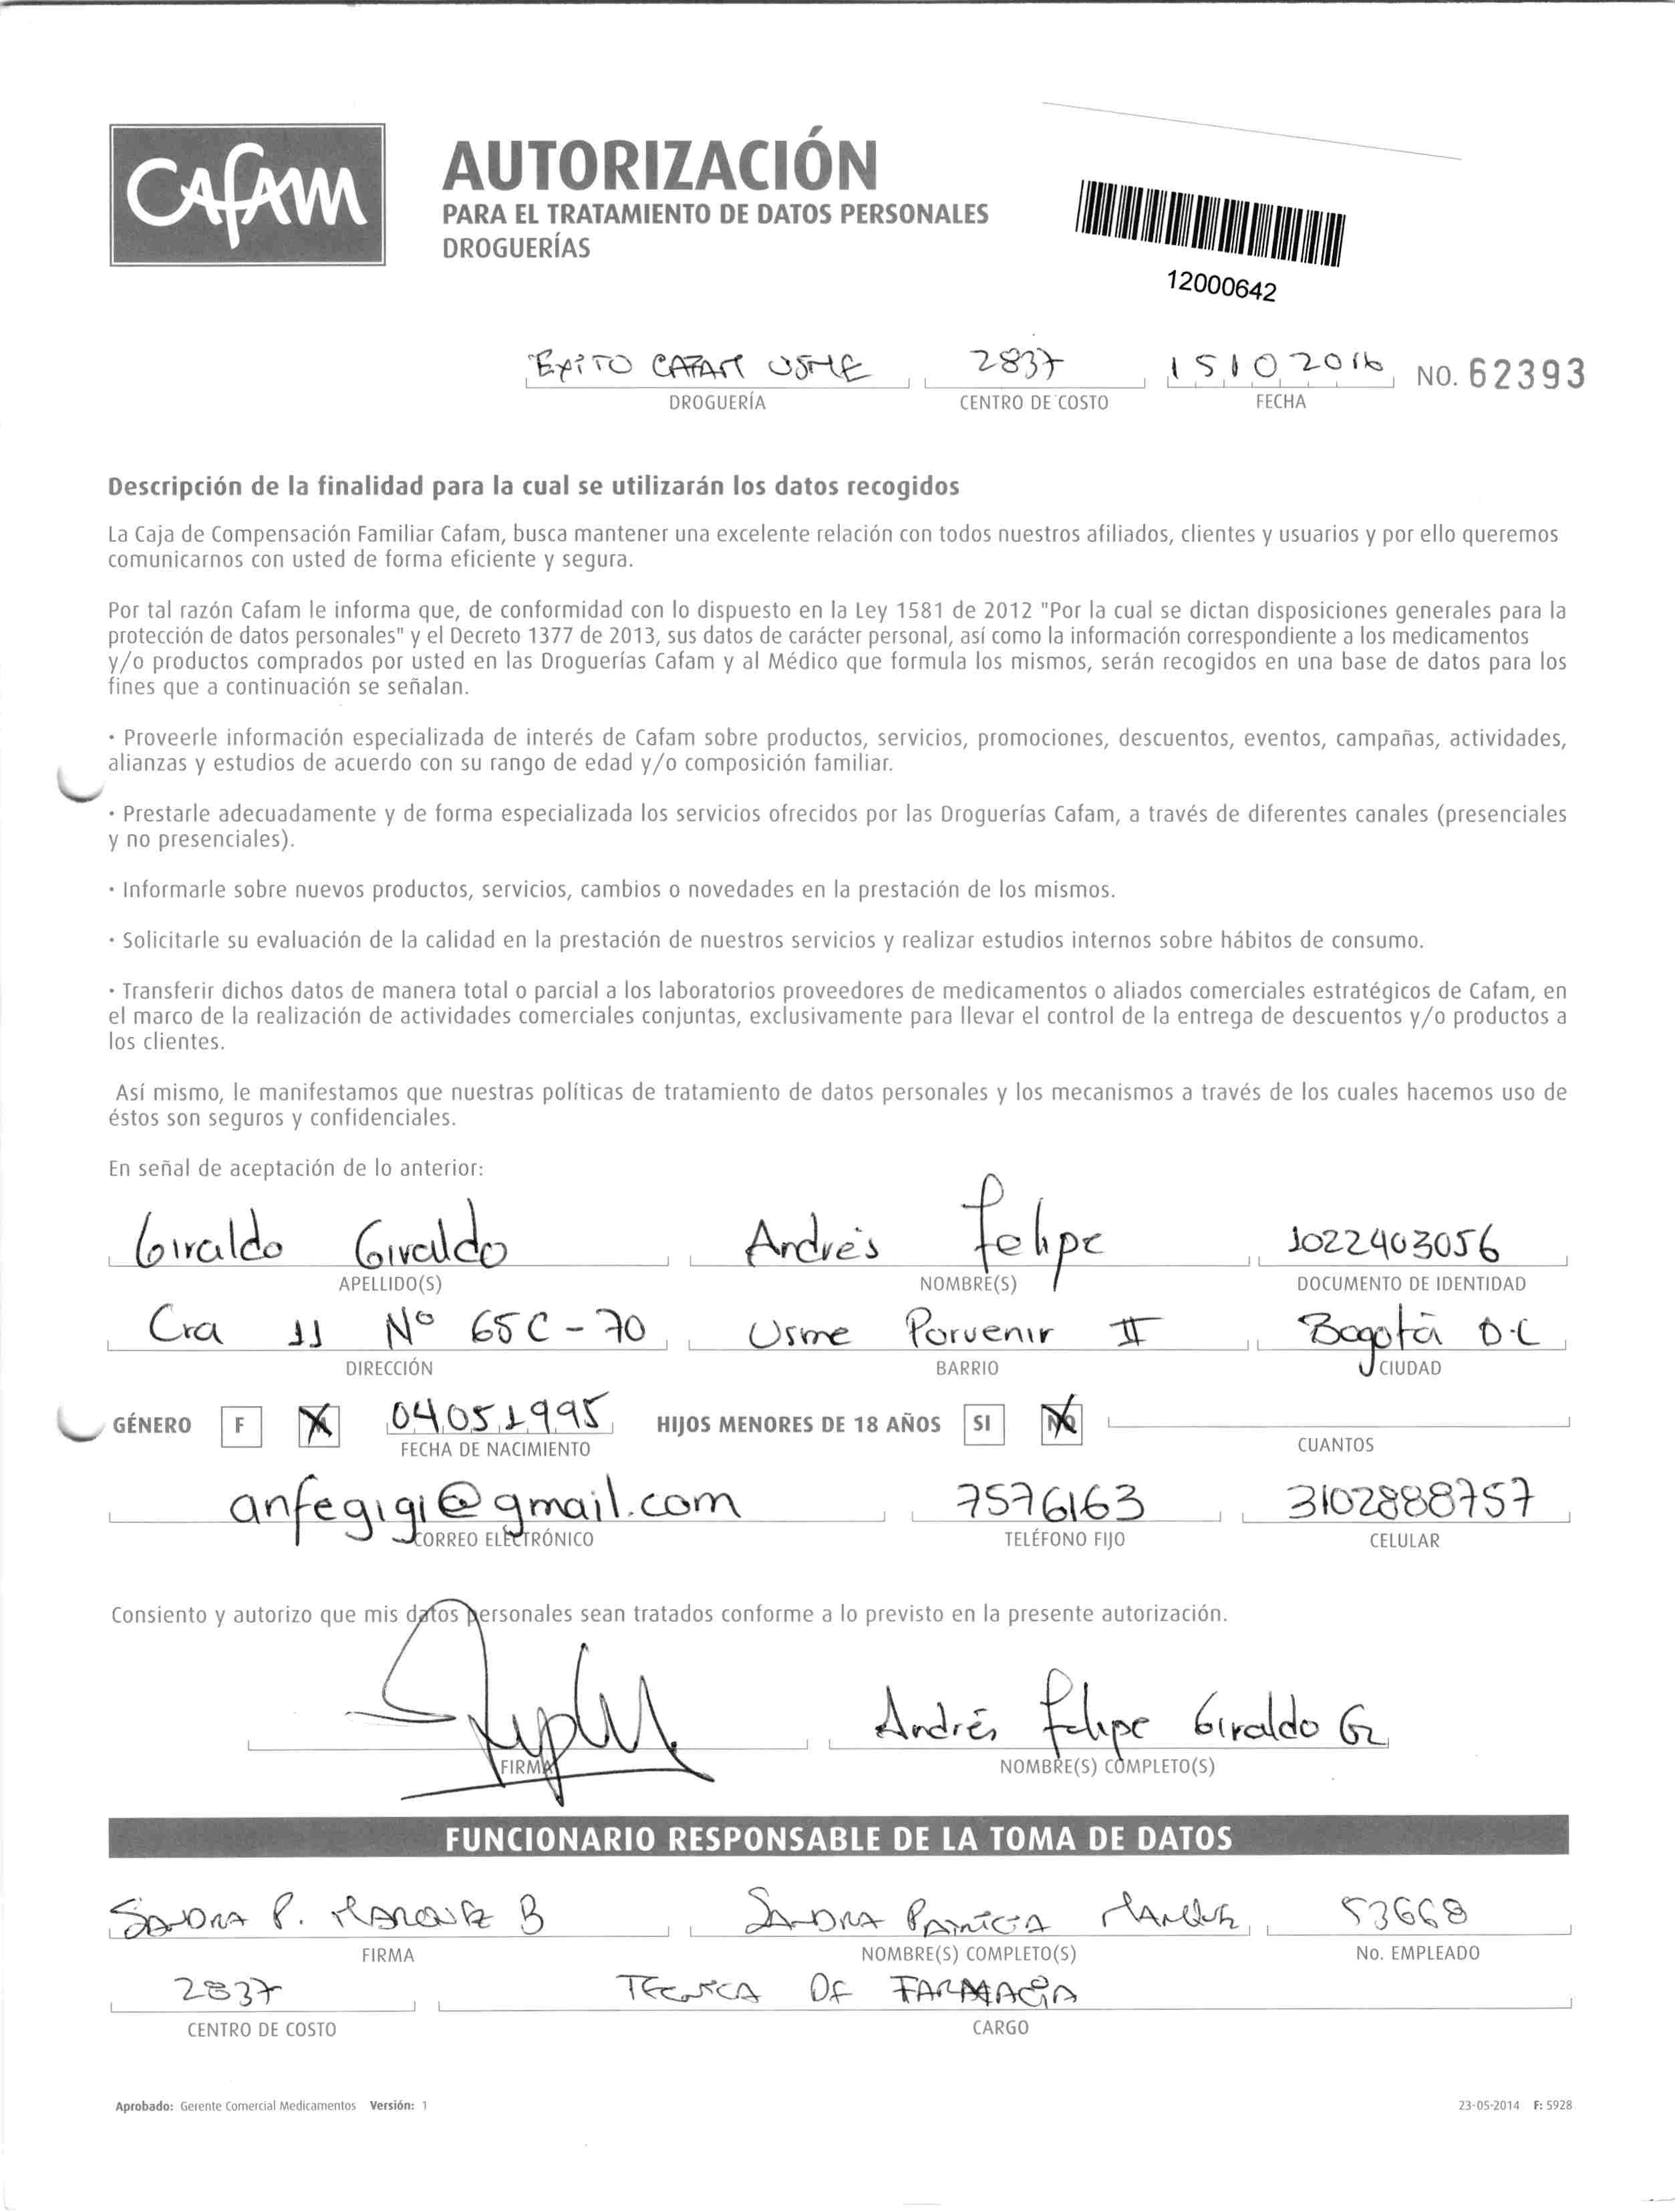 Cafam
AUTORIZACIÓN
PARA EL TRATAMIENTO DE DATOS PERSONALES
DROGUERÍAS
12000642
EXITO CAFAM USME 2837 15102016 NO. 62393
DROGUERÍA CENTRO DE COSTO FECHA
Descripción de la finalidad para la cual se utilizarán los datos recogidos
La Caja de Compensación Familiar Cafam, busca mantener una excelente relación con todos nuestros afiliados, clientes y usuarios y por ello queremos
comunicarnos con usted de forma eficiente y segura.
Por tal razón Cafam le informa que, de conformidad con lo dispuesto en la Ley 1581 de 2012 "Por la cual se dictan disposiciones generales para la
protección de datos personales" y el Decreto 1377 de 2013, sus datos de carácter personal, así como la información correspondiente a los medicamentos
y/o productos comprados por usted en las Droguerías Cafam y al Médico que formula los mismos, serán recogidos en una base de datos para los
fines que a continuación se señalan.
· Proveerle información especializada de interés de Cafam sobre productos, servicios, promociones, descuentos, eventos, campañas, actividades,
alianzas y estudios de acuerdo con su rango de edad y/o composición familiar.
· Prestarle adecuadamente y de forma especializada los servicios ofrecidos por las Droguerías Cafam, a través de diferentes canales (presenciales
y no presenciales).
· Informarle sobre nuevos productos, servicios, cambios o novedades en la prestación de los mismos.
· Solicitarle su evaluación de la calidad en la prestación de nuestros servicios y realizar estudios internos sobre hábitos de consumo.
· Transferir dichos datos de manera total o parcial a los laboratorios proveedores de medicamentos o aliados comerciales estratégicos de Cafam, en
el marco de la realización de actividades comerciales conjuntas, exclusivamente para llevar el control de la entrega de descuentos y/o productos a
los clientes.
Así mismo, le manifestamos que nuestras políticas de tratamiento de datos personales y los mecanismos a través de los cuales hacemos uso de
éstos son seguros y confidenciales.
En señal de aceptación de lo anterior:
Giraldo Giraldo Andrés Felipe 1022403056
APELLIDO(S) NOMBRE(S) DOCUMENTO DE IDENTIDAD
Cra 11 Nº 65C - 70 Usme Porvenir II Bogotá D.C
DIRECCIÓN BARRIO CIUDAD
GÉNERO F 04051995 HIJOS MENORES DE 18 AÑOS SI NO
FECHA DE NACIMIENTO CUANTOS
anfegigi@gmail.com 7576163 3102888757
CORREO ELECTRÓNICO TELÉFONO FIJO CELULAR
Consiento y autorizo que mis datos personales sean tratados conforme a lo previsto en la presente autorización.
Andrés Felipe Giraldo G
FIRMA NOMBRE(S) COMPLETO(S)
FUNCIONARIO RESPONSABLE DE LA TOMA DE DATOS
SANDRA P. MANRIQUE B SANDRA PATRICIA 53668
FIRMA NOMBRE(S) COMPLETO(S) No. EMPLEADO
2837 TECNICA DE FARMACIA
CENTRO DE COSTO CARGO
Aprobado: Gerente Comercial Medicamentos Versión: 1 23-05-2014 F: 5928